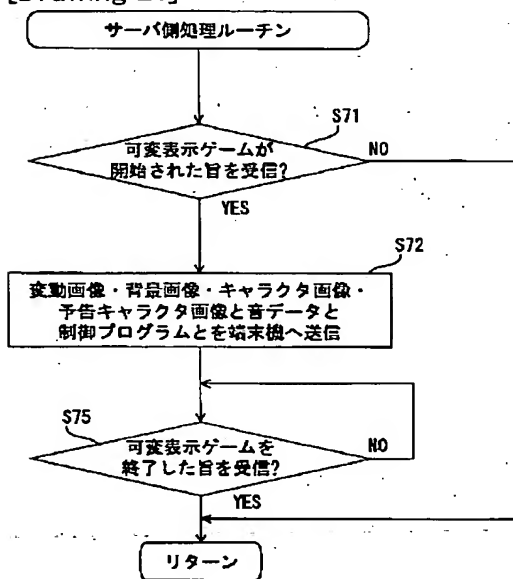 サーバ側処理ルーチン
S71
可変表示ゲームが
開始された旨を受信?
NO
YES
S72
変動画像・背景画像・キャラクタ画像・
予告キャラクタ画像と音データと
制御プログラムとを端末機へ送信
S75
可変表示ゲームを
終了した旨を受信?
NO
YES
リターン